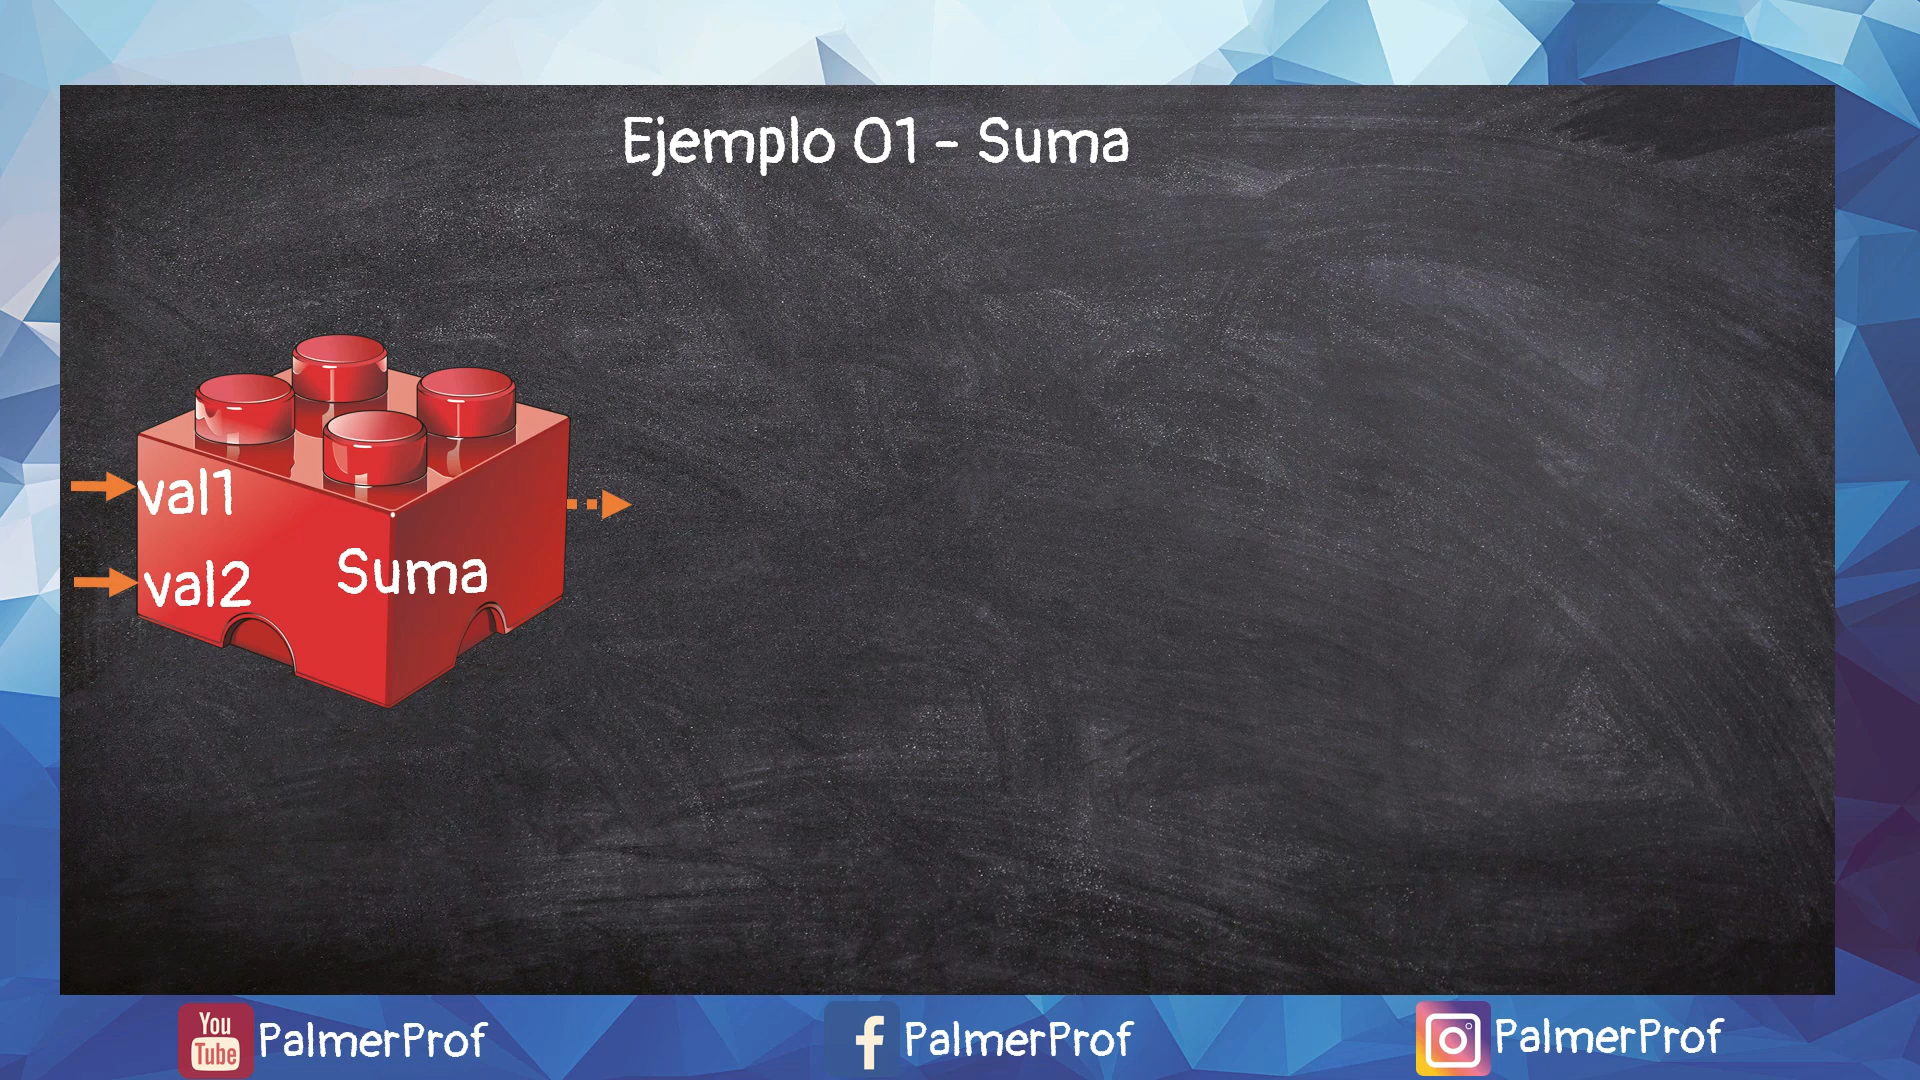 Ejemplo 01 - Suma
val1
val2
Suma
You
Tube
PalmerProf
PalmerProf
PalmerProf